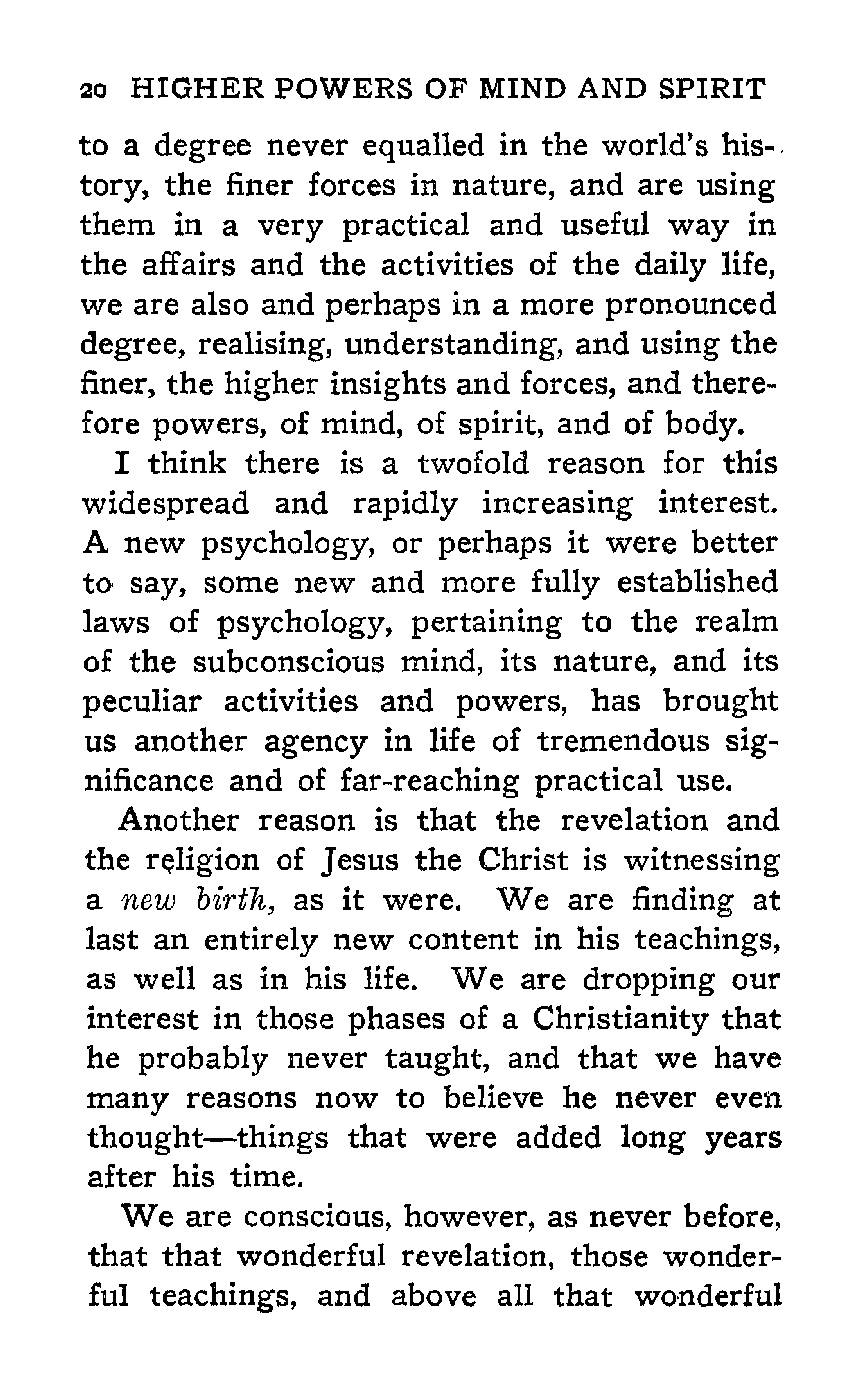 20 HIGHER POWERS OF MIND AND SPIRIT
to a degree never equalled in the world's his-
tory, the finer forces in nature, and are using
them in a very practical and useful way in
the affairs and the activities of the daily life,
we are also and perhaps in a more pronounced
degree, realising, understanding, and using the
finer, the higher insights and forces, and there-
fore powers, of mind, of spirit, and of body.
I think there is a twofold reason for this
widespread and rapidly increasing interest.
A new psychology, or perhaps it were better
to say, some new and more fully established
laws of psychology, pertaining to the realm
of the subconscious mind, its nature, and its
peculiar activities and powers, has brought
us another agency in life of tremendous sig-
nificance and of far-reaching practical use.
Another reason is that the revelation and
the religion of Jesus the Christ is witnessing
a new birth, as it were. We are finding at
last an entirely new content in his teachings,
as well as in his life. We are dropping our
interest in those phases of a Christianity that
he probably never taught, and that we have
many reasons now to believe he never even
thought—things that were added long years
after his time.
We are conscious, however, as never before,
that that wonderful revelation, those wonder-
ful teachings, and above all that wonderful